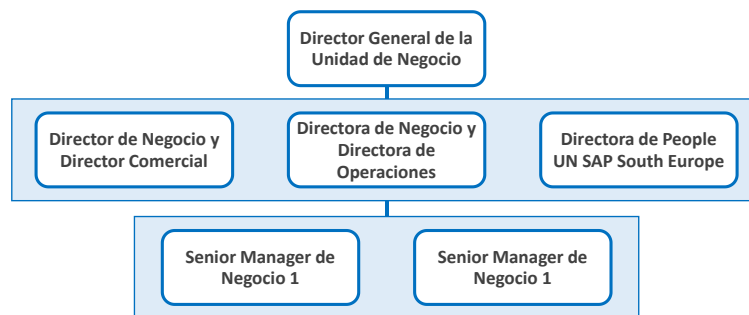 Director General de la
Unidad de Negocio
Director de Negocio y
Director Comercial
Directora de Negocio y
Directora de
Operaciones
Directora de People
UN SAP South Europe
Senior Manager de
Negocio 1
Senior Manager de
Negocio 1